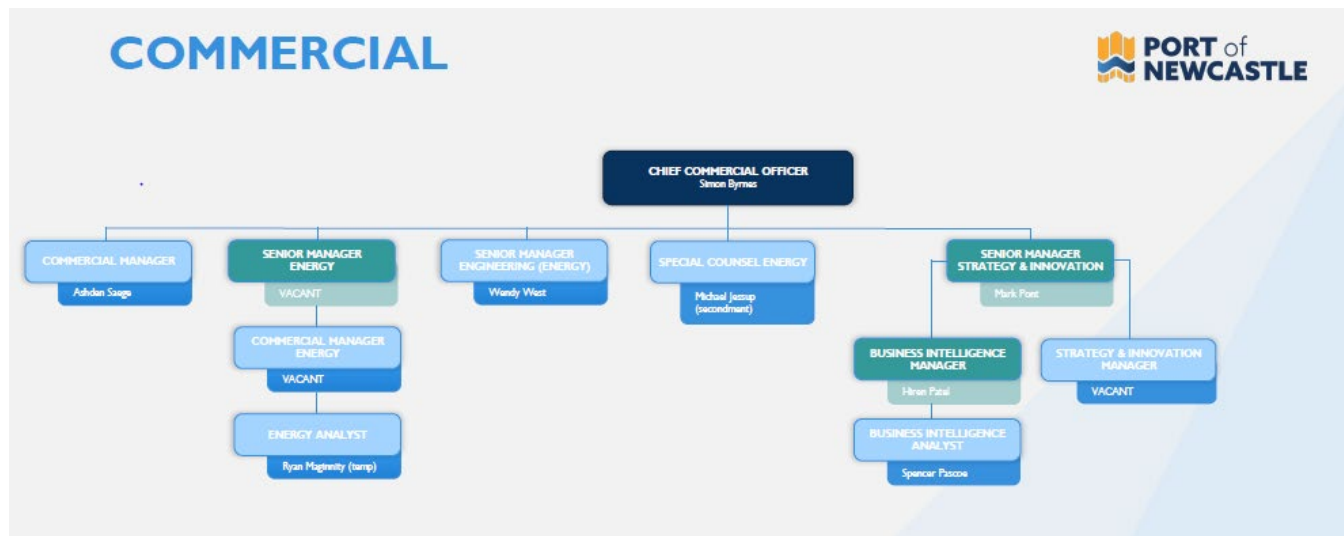 COMMERCIAL
PORT of
NEWCASTLE
CHIEF COMMERCIAL OFFICER
Simon Byrnes
COMMERCIAL MANAGER
Ashden Saege
SENIOR MANAGER
ENERGY
VACANT
COMMERCIAL MANAGER
ENERGY
VACANT
ENERGY ANALYST
Ryan Maginnity (temp)
SENIOR MANAGER
ENGINEERING (ENERGY)
Wendy West
SPECIAL COUNSEL ENERGY
Michael Jessup
(secondment)
SENIOR MANAGER
STRATEGY & INNOVATION
Mark Pont
BUSINESS INTELLIGENCE
MANAGER
Hiren Patel
BUSINESS INTELLIGENCE
ANALYST
Spencer Pascoe
STRATEGY & INNOVATION
MANAGER
VACANT